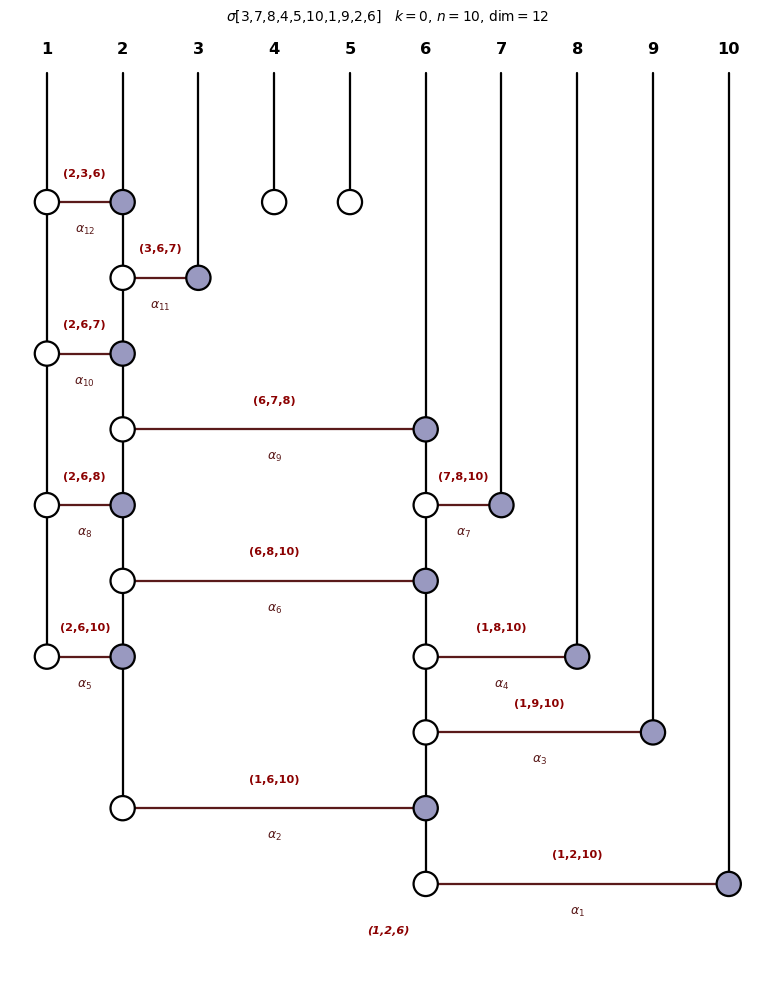 σ[3,7,8,4,5,10,1,9,2,6] k = 0, n = 10, dim = 12
1 2 3 4 5 6 7 8 9 10
(2,3,6)
α₁₂
(3,6,7)
α₁₁
(2,6,7)
α₁₀
(6,7,8)
α₉
(2,6,8) (7,8,10)
α₈ α₇
(6,8,10)
α₆
(2,6,10) (1,8,10)
α₅ α₄
(1,9,10)
α₃
(1,6,10)
α₂
(1,2,10)
α₁
(1,2,6)